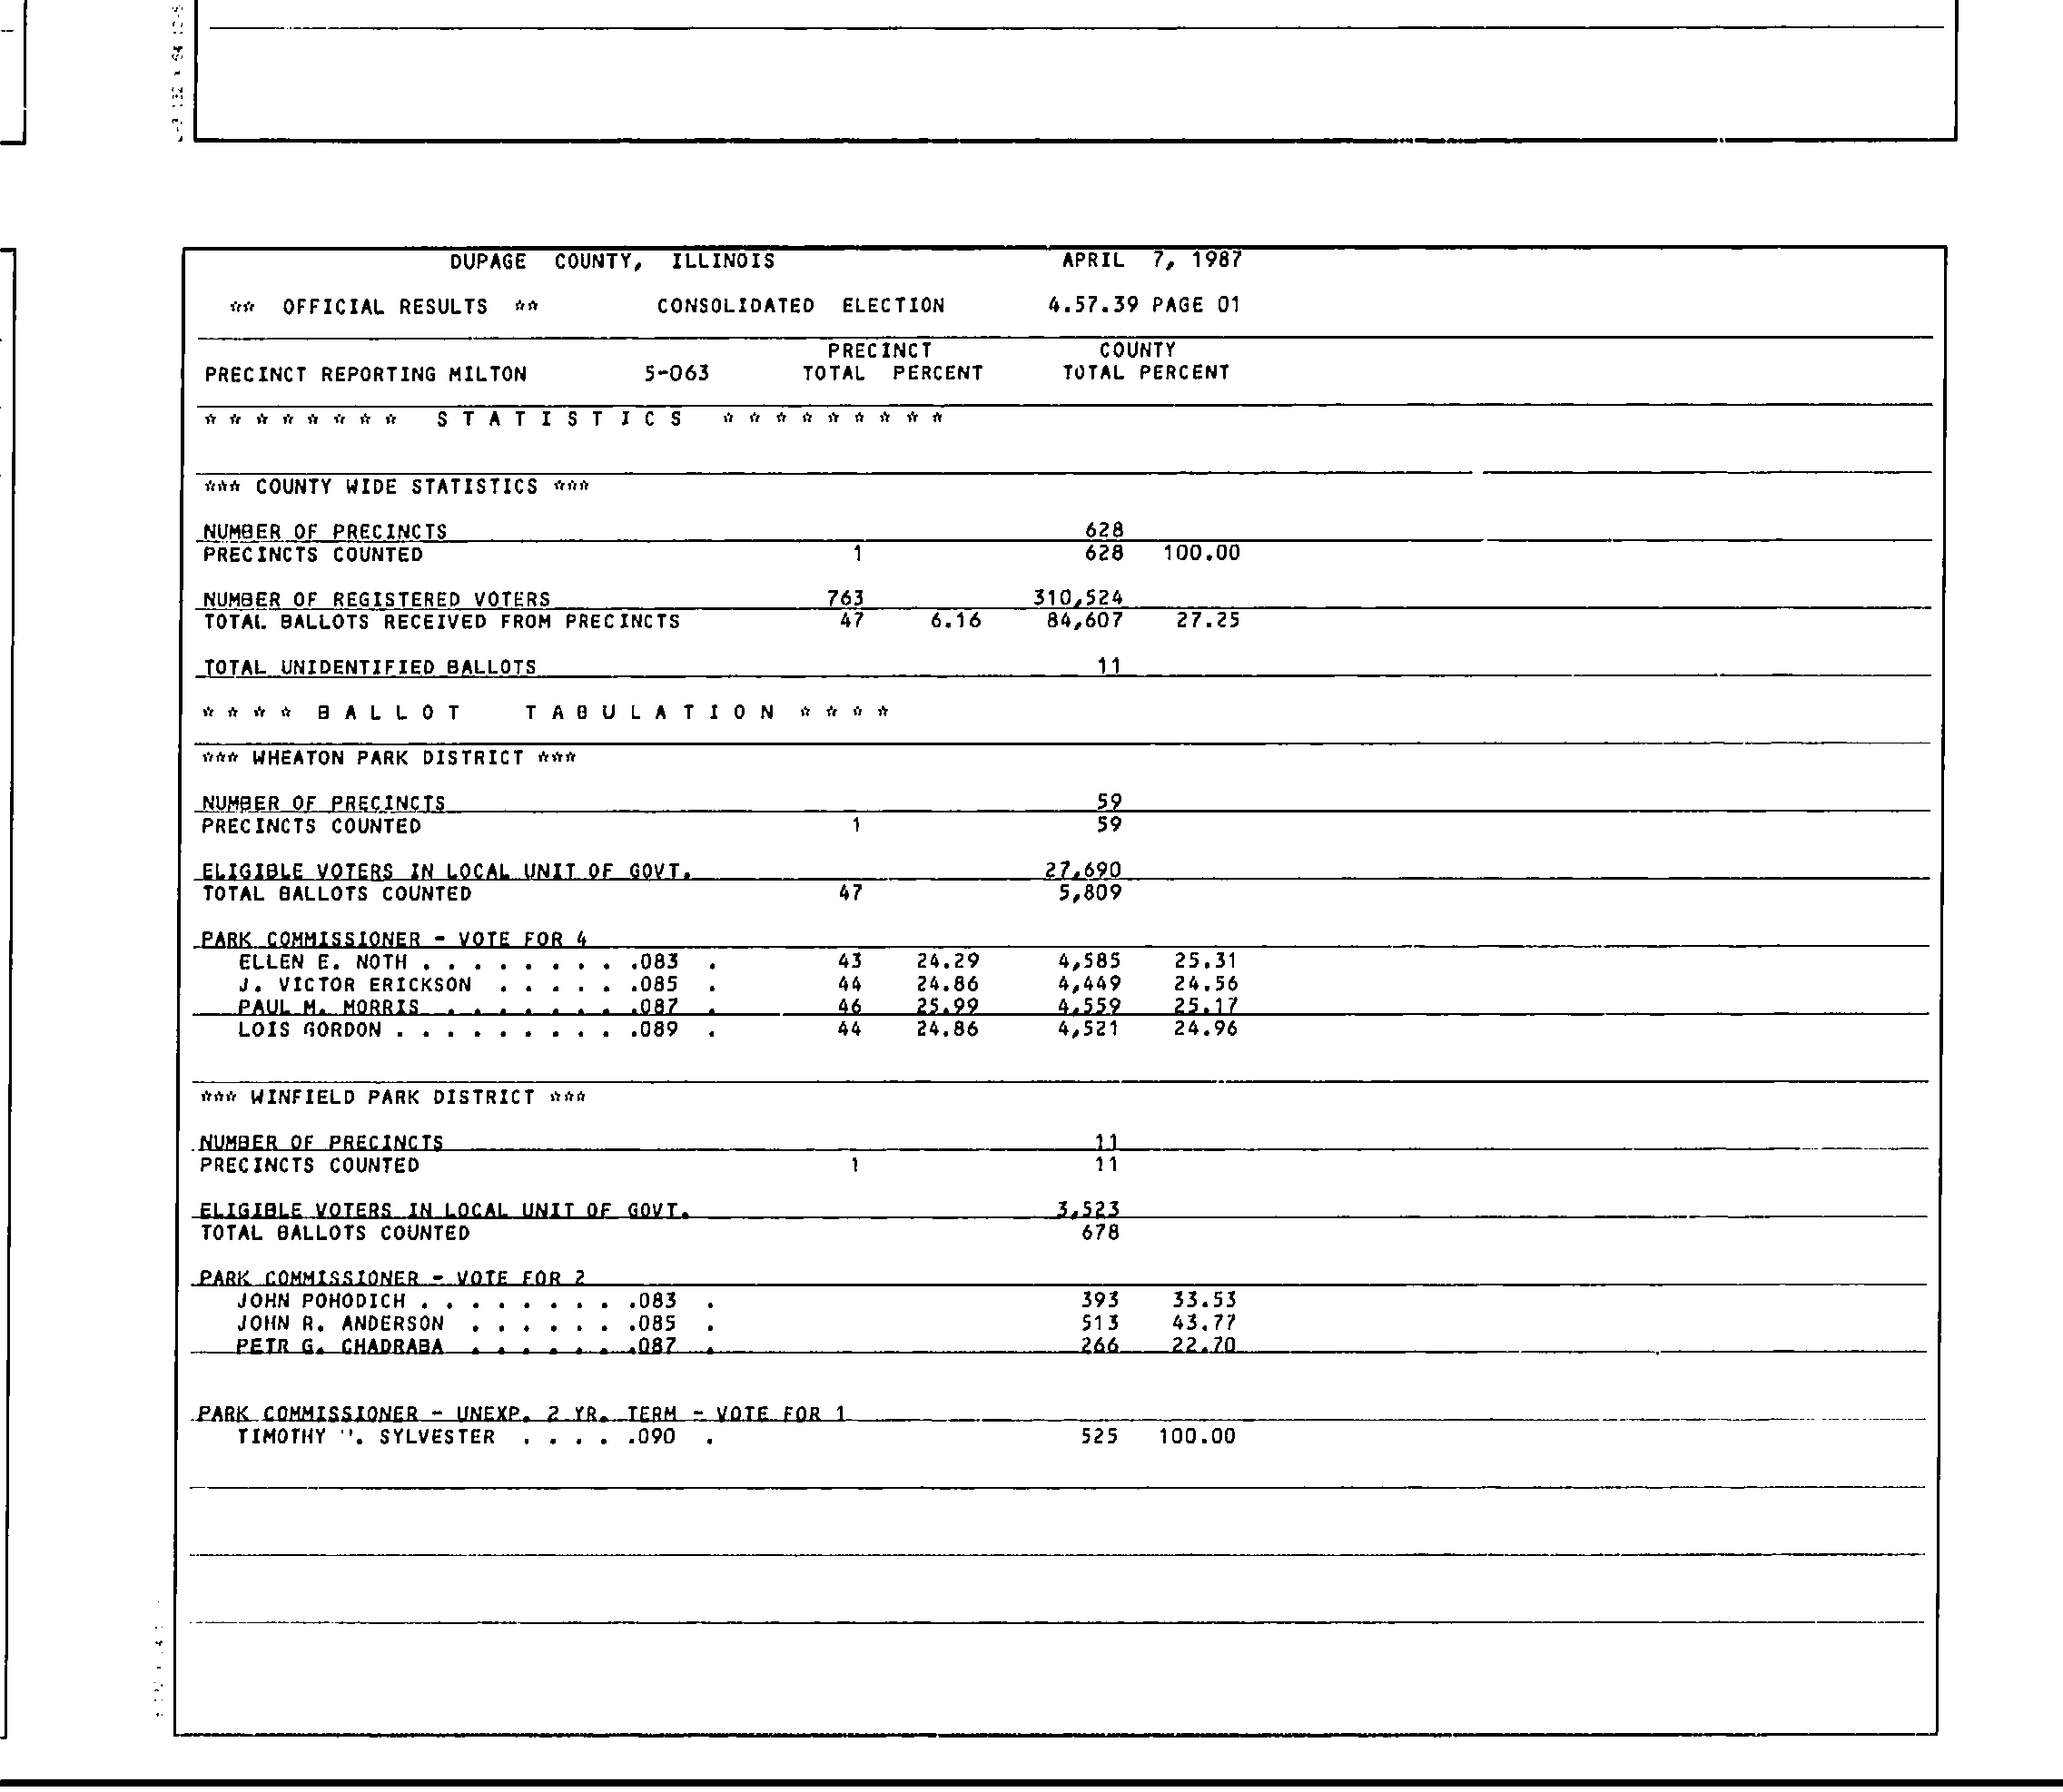 DUPAGE COUNTY, ILLINOIS APRIL 7, 1987
** OFFICIAL RESULTS ** CONSOLIDATED ELECTION 4.57.39 PAGE 01
PRECINCT COUNTY
PRECINCT REPORTING MILTON 5-063 TOTAL PERCENT TOTAL PERCENT
* * * * * * * * S T A T I S T I C S * * * * * * * * *
*** COUNTY WIDE STATISTICS ***
NUMBER OF PRECINCTS 628
PRECINCTS COUNTED 1 628 100.00
NUMBER OF REGISTERED VOTERS 763 310,524
TOTAL BALLOTS RECEIVED FROM PRECINCTS 47 6.16 84,607 27.25
TOTAL UNIDENTIFIED BALLOTS 11
* * * * B A L L O T T A B U L A T I O N * * * *
*** WHEATON PARK DISTRICT ***
NUMBER OF PRECINCTS 59
PRECINCTS COUNTED 1 59
ELIGIBLE VOTERS IN LOCAL UNIT OF GOVT. 27,690
TOTAL BALLOTS COUNTED 47 5,809
PARK COMMISSIONER - VOTE FOR 4
ELLEN E. NOTH . . . . . . . . .083 . 43 24.29 4,585 25.31
J. VICTOR ERICKSON . . . . . .085 . 44 24.86 4,449 24.56
PAUL M. MORRIS . . . . . . . .087 . 46 25.99 4,559 25.17
LOIS GORDON . . . . . . . . . .089 . 44 24.86 4,521 24.96
*** WINFIELD PARK DISTRICT ***
NUMBER OF PRECINCTS 11
PRECINCTS COUNTED 1 11
ELIGIBLE VOTERS IN LOCAL UNIT OF GOVT. 3,523
TOTAL BALLOTS COUNTED 678
PARK COMMISSIONER - VOTE FOR 2
JOHN POHODICH . . . . . . . . .083 . 393 33.53
JOHN R. ANDERSON . . . . . . .085 . 513 43.77
PETR G. CHADRABA . . . . . . .087 . 266 22.70
PARK COMMISSIONER - UNEXP. 2 YR. TERM - VOTE FOR 1
TIMOTHY . SYLVESTER . . . . .090 . 525 100.00